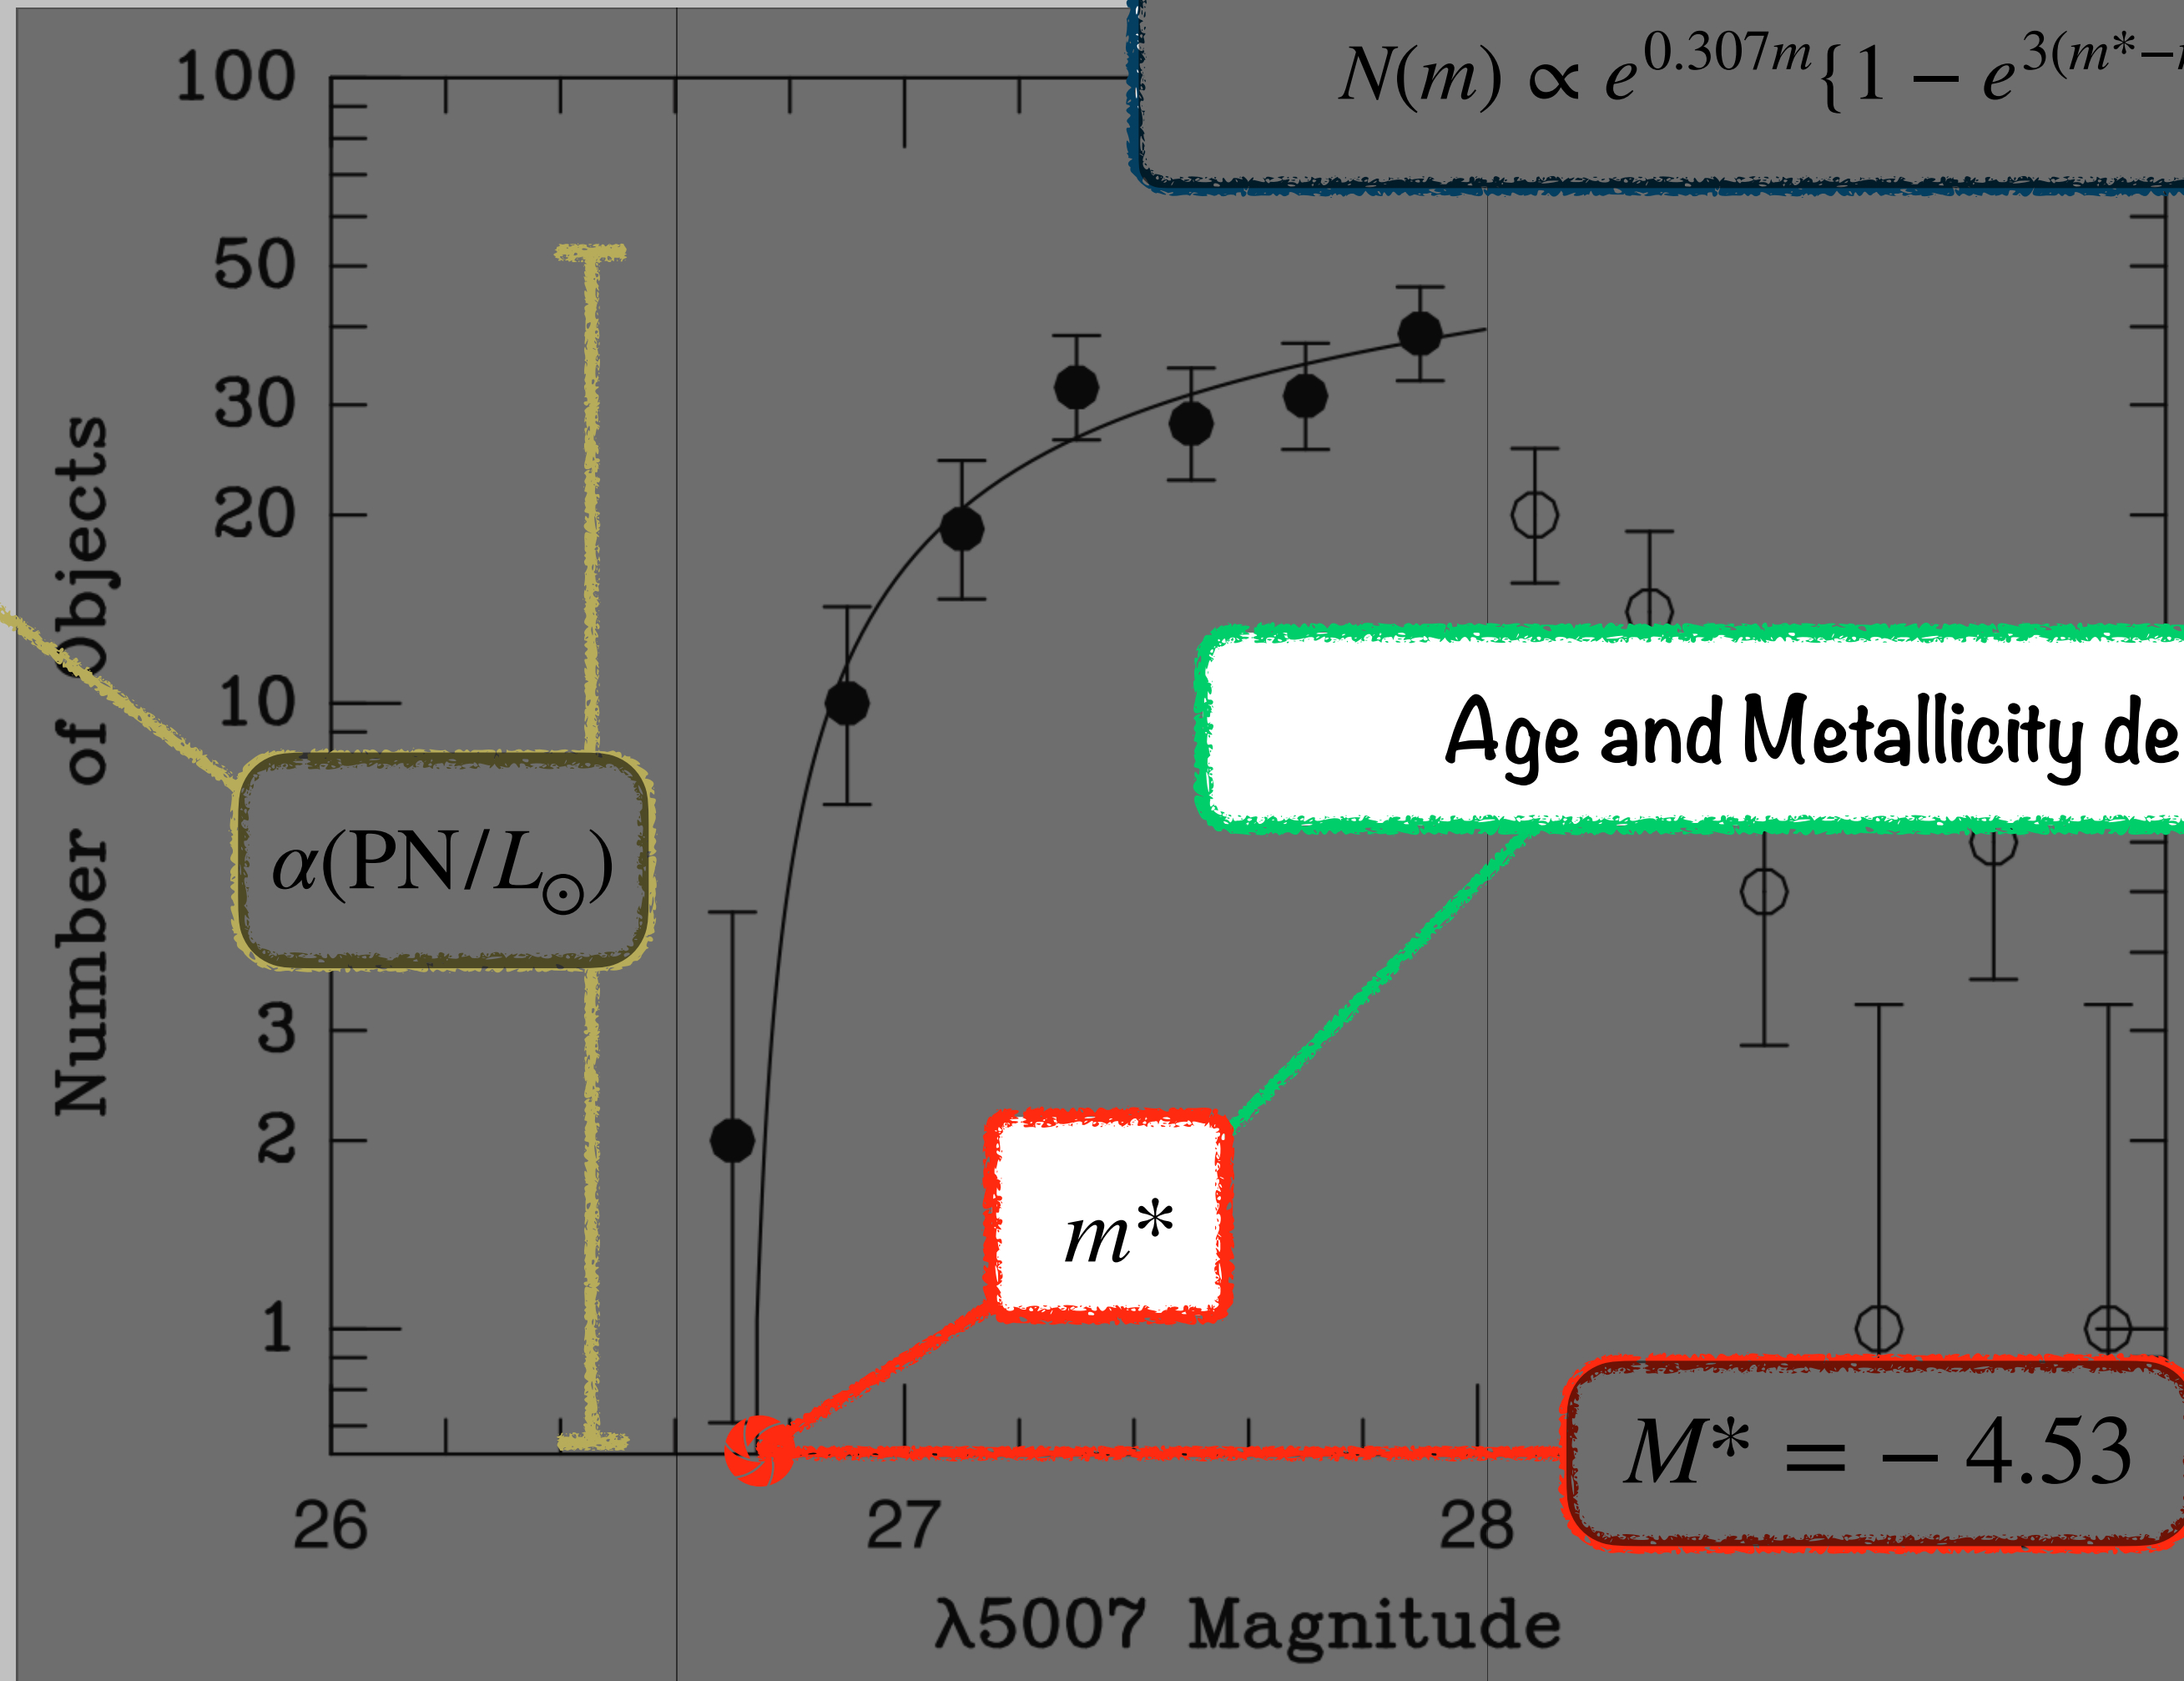 N(m) ∝ e^{0.307m} {1 − e^{3(m*−
100
50
30
20
10
3
2
1
Number of Objects
α(PN/L☉)
Age and Metallicity de
m*
M* = − 4.53
26 27 28
λ5007 Magnitude